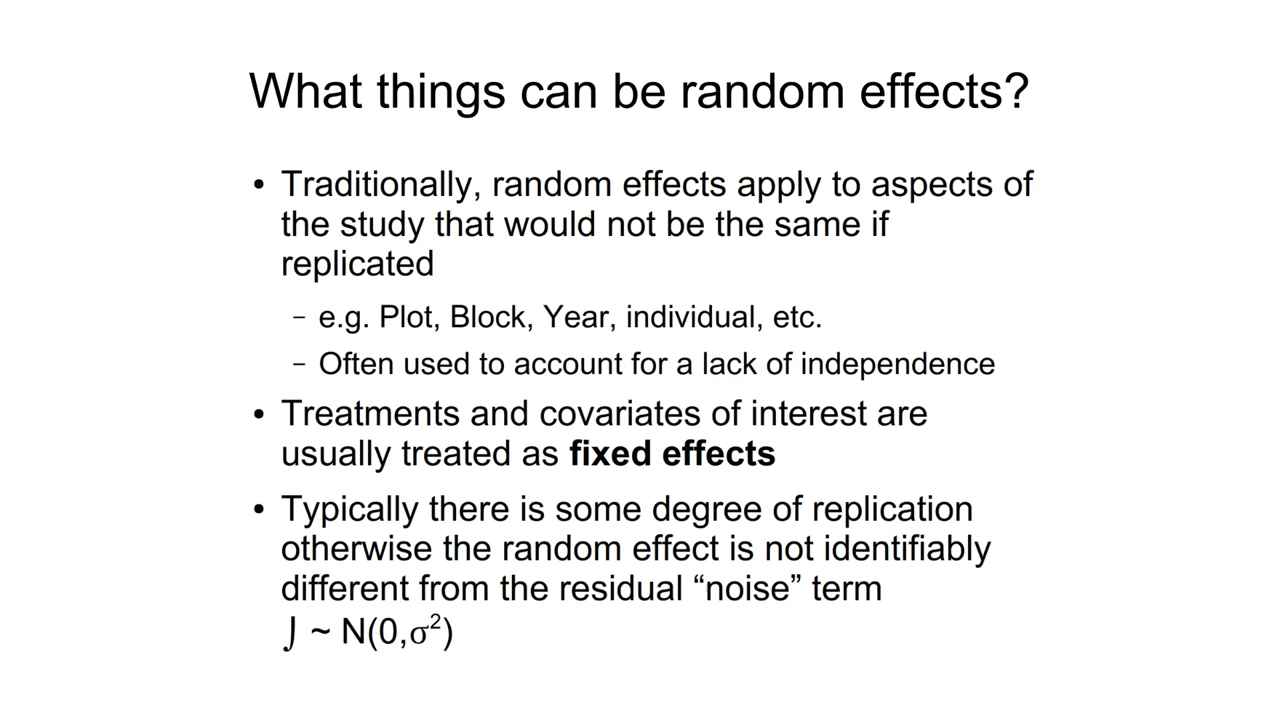 What things can be random effects?
• Traditionally, random effects apply to aspects of
the study that would not be the same if
replicated
– e.g. Plot, Block, Year, individual, etc.
– Often used to account for a lack of independence
• Treatments and covariates of interest are
usually treated as fixed effects
• Typically there is some degree of replication
otherwise the random effect is not identifiably
different from the residual “noise” term
⌡ ~ N(0,σ²)